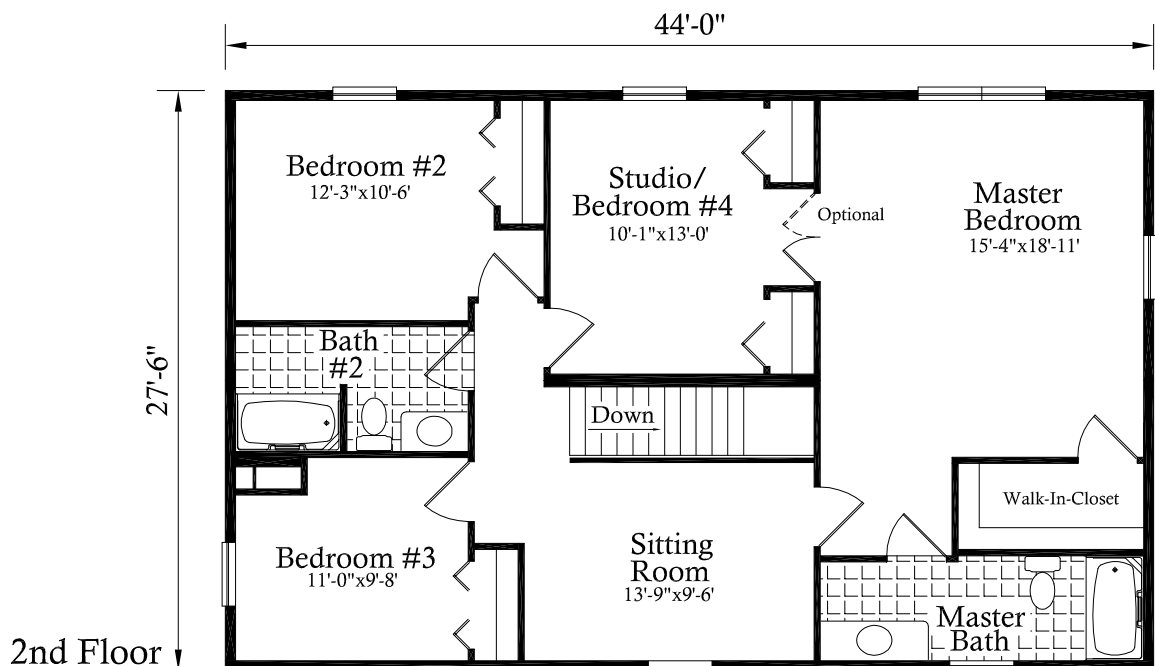 44'-0"
27'-6"
Bedroom #2
12'-3"x10'-6'
Studio/
Bedroom #4
10'-1"x13'-0'
Optional
Master
Bedroom
15'-4"x18'-11'
Bath
#2
Down
Walk-In-Closet
Bedroom #3
11'-0"x9'-8'
Sitting
Room
13'-9"x9'-6'
Master
Bath
2nd Floor